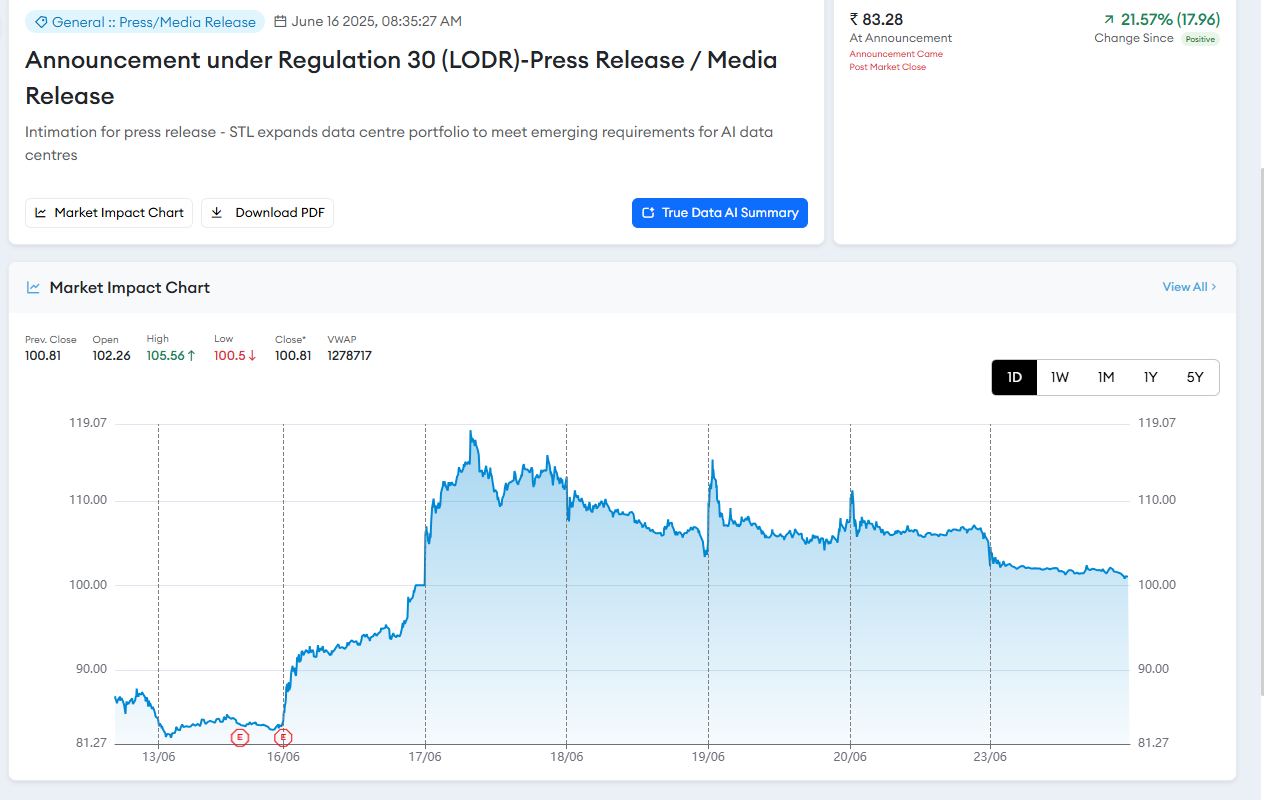 General :: Press/Media Release June 16 2025, 08:35:27 AM
Announcement under Regulation 30 (LODR)-Press Release / Media
Release
Intimation for press release - STL expands data centre portfolio to meet emerging requirements for AI data
centres
Market Impact Chart Download PDF True Data AI Summary
₹ 83.28 21.57% (17.96)
At Announcement Change Since Positive
Announcement Came
Post Market Close
Market Impact Chart View All
Prev. Close Open High Low Close* VWAP
100.81 102.26 105.56 ↑ 100.5 ↓ 100.81 1278717
1D 1W 1M 1Y 5Y
119.07 119.07
110.00 110.00
100.00 100.00
90.00 90.00
E E
81.27 81.27
13/06 16/06 17/06 18/06 19/06 20/06 23/06